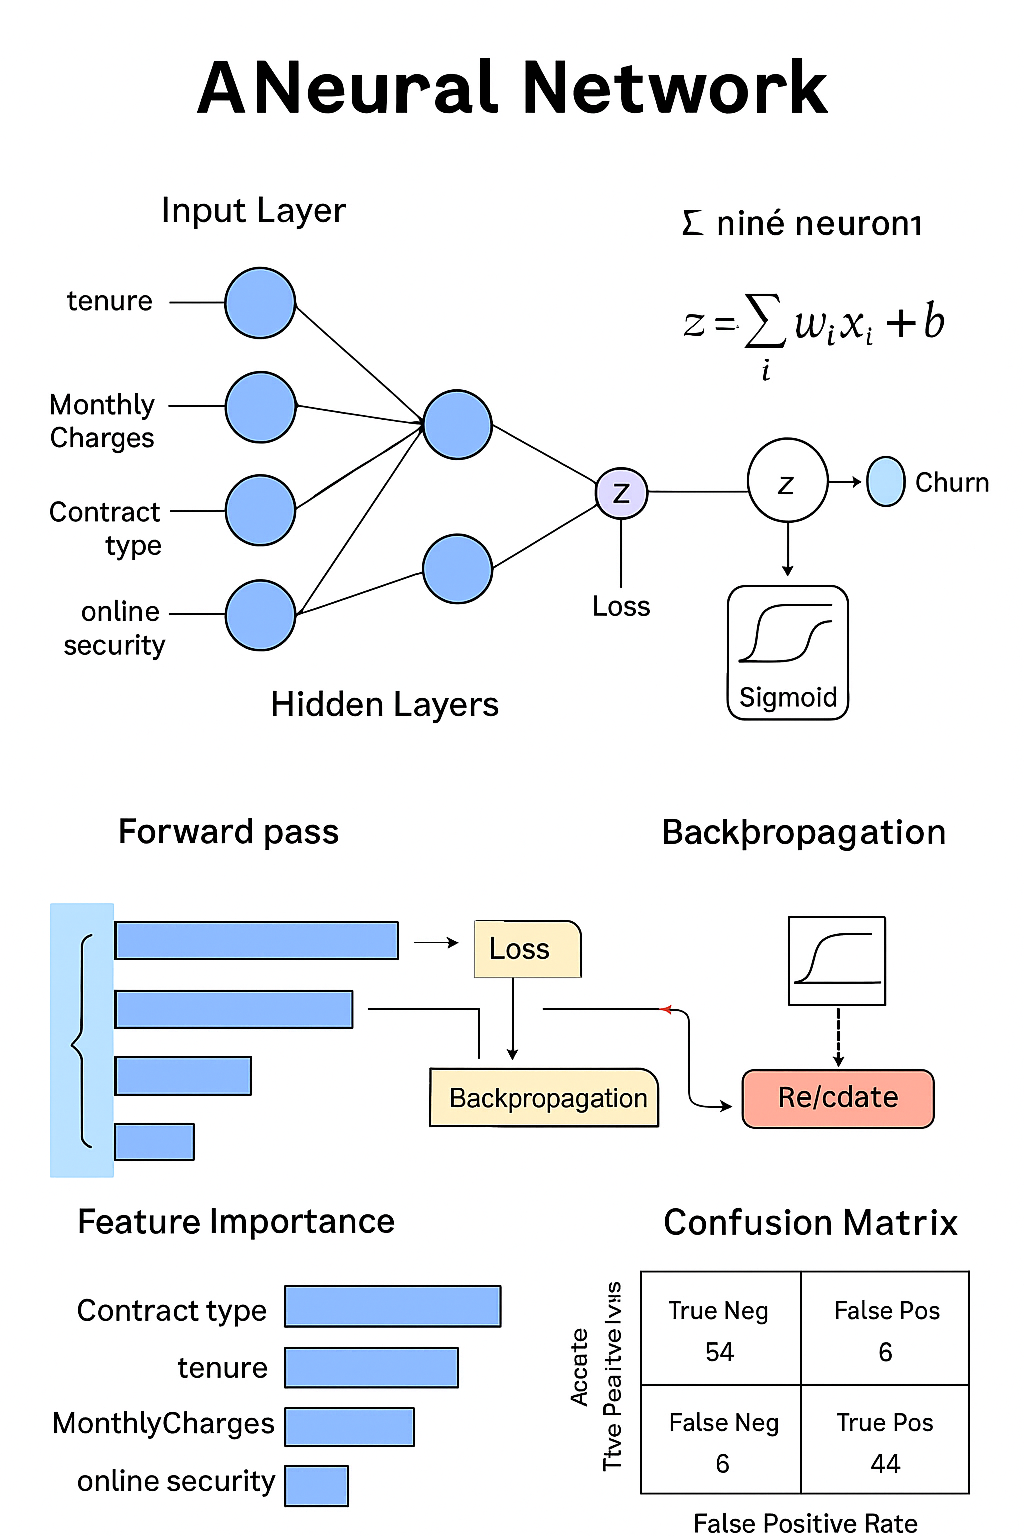 ANeural Network
Input Layer
Σ niné neuron1
tenure
z = ∑ wᵢxᵢ + b
i
Monthly
Charges
Contract
type
z
z
Churn
online
security
Loss
Sigmoid
Hidden Layers
Forward pass
Backpropagation
Loss
Backpropagation
Re/cdate
Feature Importance
Confusion Matrix
Contract type
tenure
MonthlyCharges
online security
Accate
True Neg
54
False Pos
6
False Neg
6
True Pos
44
False Positive Rate